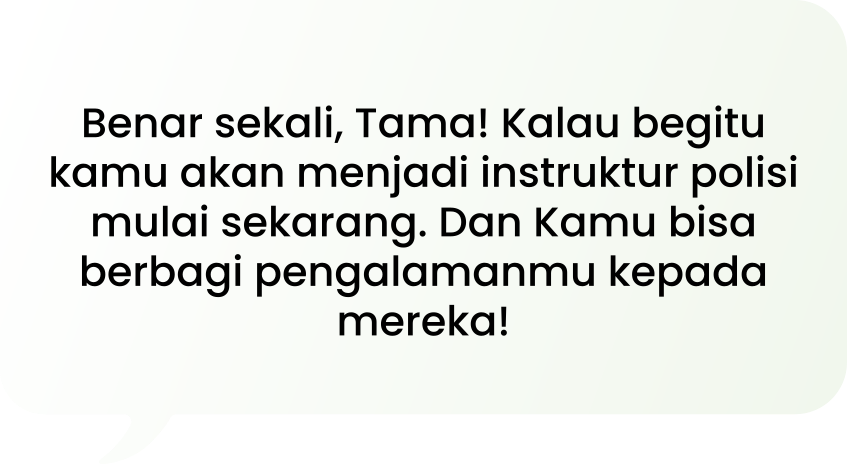 Benar sekali, Tama! Kalau begitu
kamu akan menjadi instruktur polisi
mulai sekarang. Dan Kamu bisa
berbagi pengalamanmu kepada
mereka!